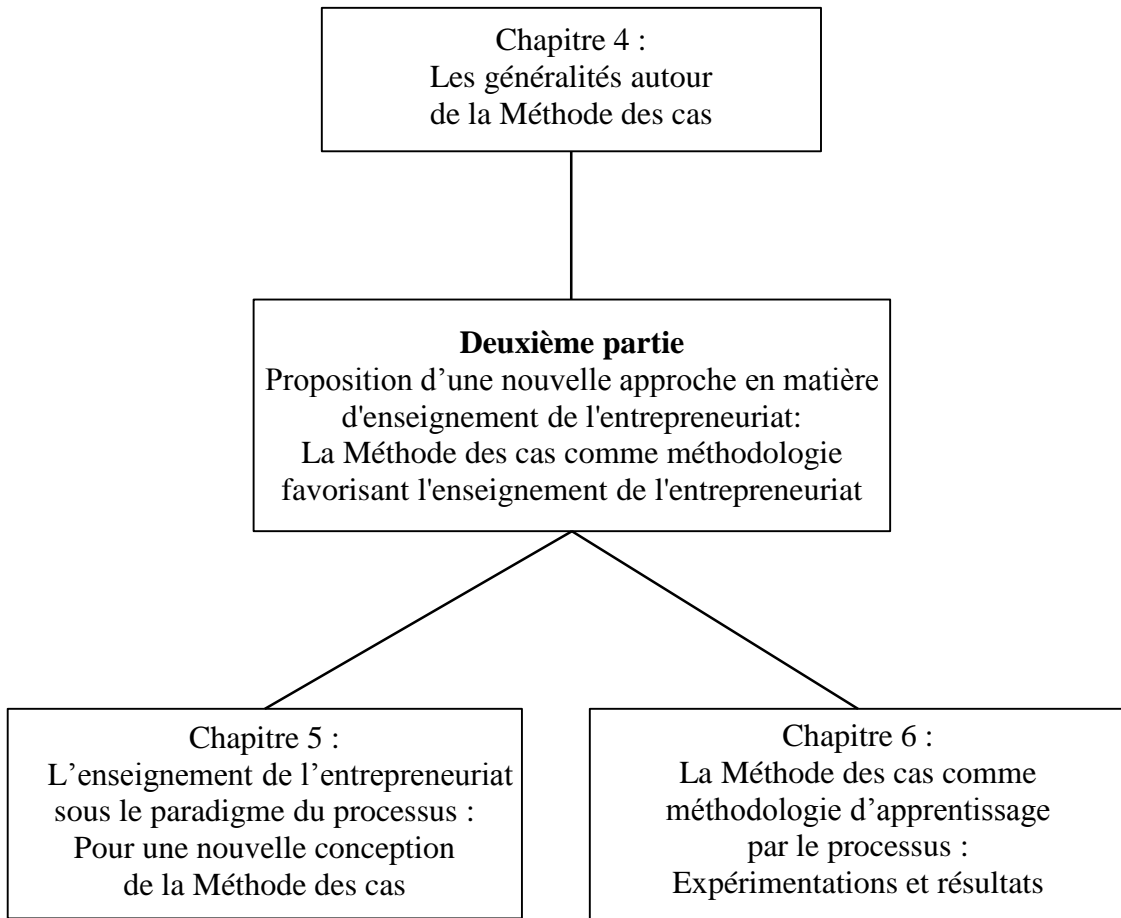 Chapitre 4 :
Les généralités autour
de la Méthode des cas
Deuxième partie
Proposition d’une nouvelle approche en matière
d'enseignement de l'entrepreneuriat:
La Méthode des cas comme méthodologie
favorisant l'enseignement de l'entrepreneuriat
Chapitre 5 :
L’enseignement de l’entrepreneuriat
sous le paradigme du processus :
Pour une nouvelle conception
de la Méthode des cas
Chapitre 6 :
La Méthode des cas comme
méthodologie d’apprentissage
par le processus :
Expérimentations et résultats